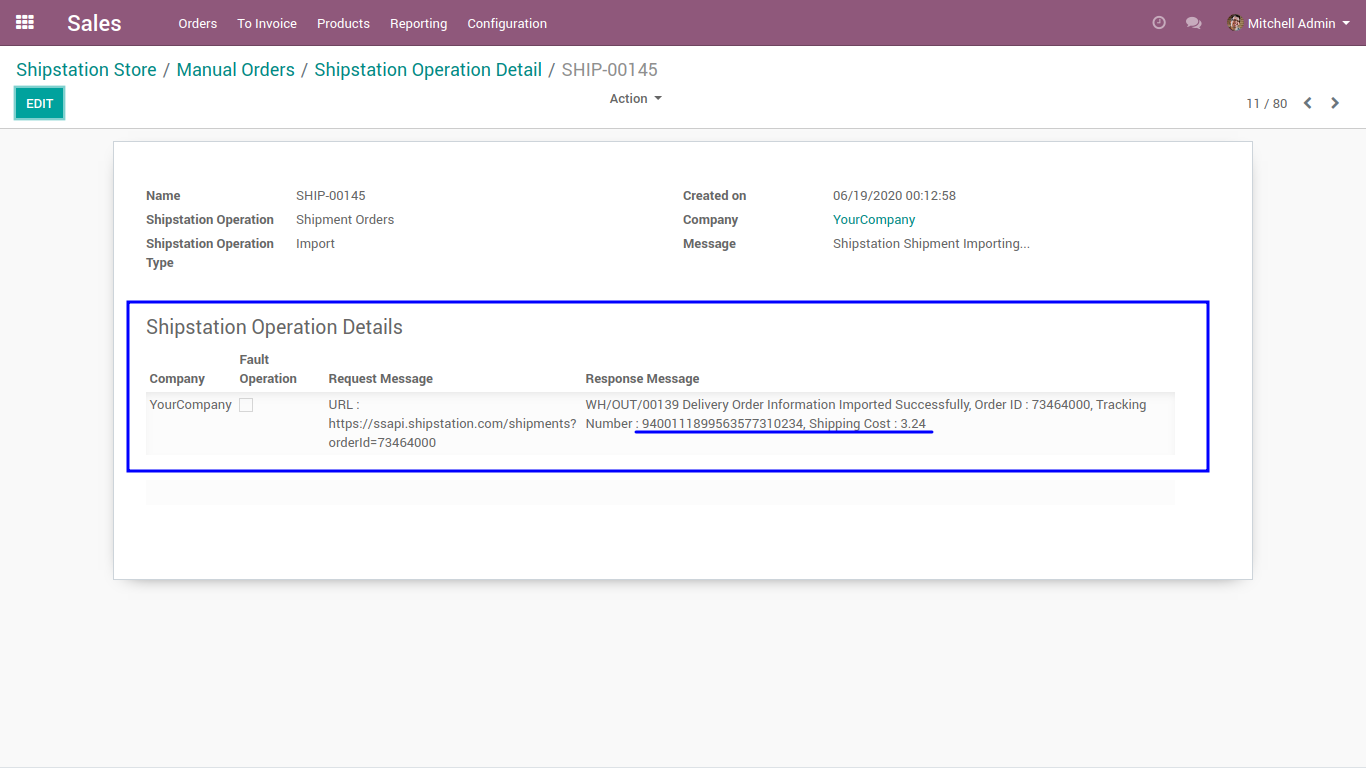 Sales Orders To Invoice Products Reporting Configuration Mitchell Admin
Shipstation Store / Manual Orders / Shipstation Operation Detail / SHIP-00145
EDIT Action 11 / 80
Name SHIP-00145 Created on 06/19/2020 00:12:58
Shipstation Operation Shipment Orders Company YourCompany
Shipstation Operation Import Message Shipstation Shipment Importing...
Type
Shipstation Operation Details
Fault
Company Operation Request Message Response Message
YourCompany URL : WH/OUT/00139 Delivery Order Information Imported Successfully, Order ID : 73464000, Tracking
https://ssapi.shipstation.com/shipments? Number : 9400111899563577310234, Shipping Cost : 3.24
orderId=73464000